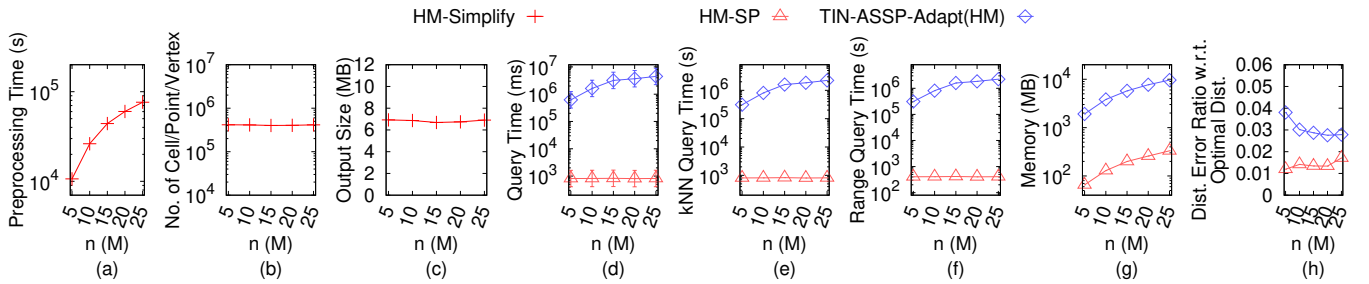 HM-Simplify HM-SP TIN-ASSP-Adapt(HM)
Preprocessing Time (s)
10^5
10^4
5 10 15 20 25
n (M)
(a)
No. of Cell/Point/Vertex
10^7
10^6
10^5
10^4
5 10 15 20 25
n (M)
(b)
Output Size (MB)
12
10
8
6
4
2
0
5 10 15 20 25
n (M)
(c)
Query Time (ms)
10^7
10^6
10^5
10^4
10^3
5 10 15 20 25
n (M)
(d)
kNN Query Time (s)
10^6
10^5
10^4
10^3
5 10 15 20 25
n (M)
(e)
Range Query Time (s)
10^6
10^5
10^4
10^3
10^2
5 10 15 20 25
n (M)
(f)
Memory (MB)
10^4
10^3
10^2
5 10 15 20 25
n (M)
(g)
Dist. Error Ratio w.r.t.
Optimal Dist.
0.06
0.05
0.04
0.03
0.02
0.01
0
5 10 15 20 25
n (M)
(h)